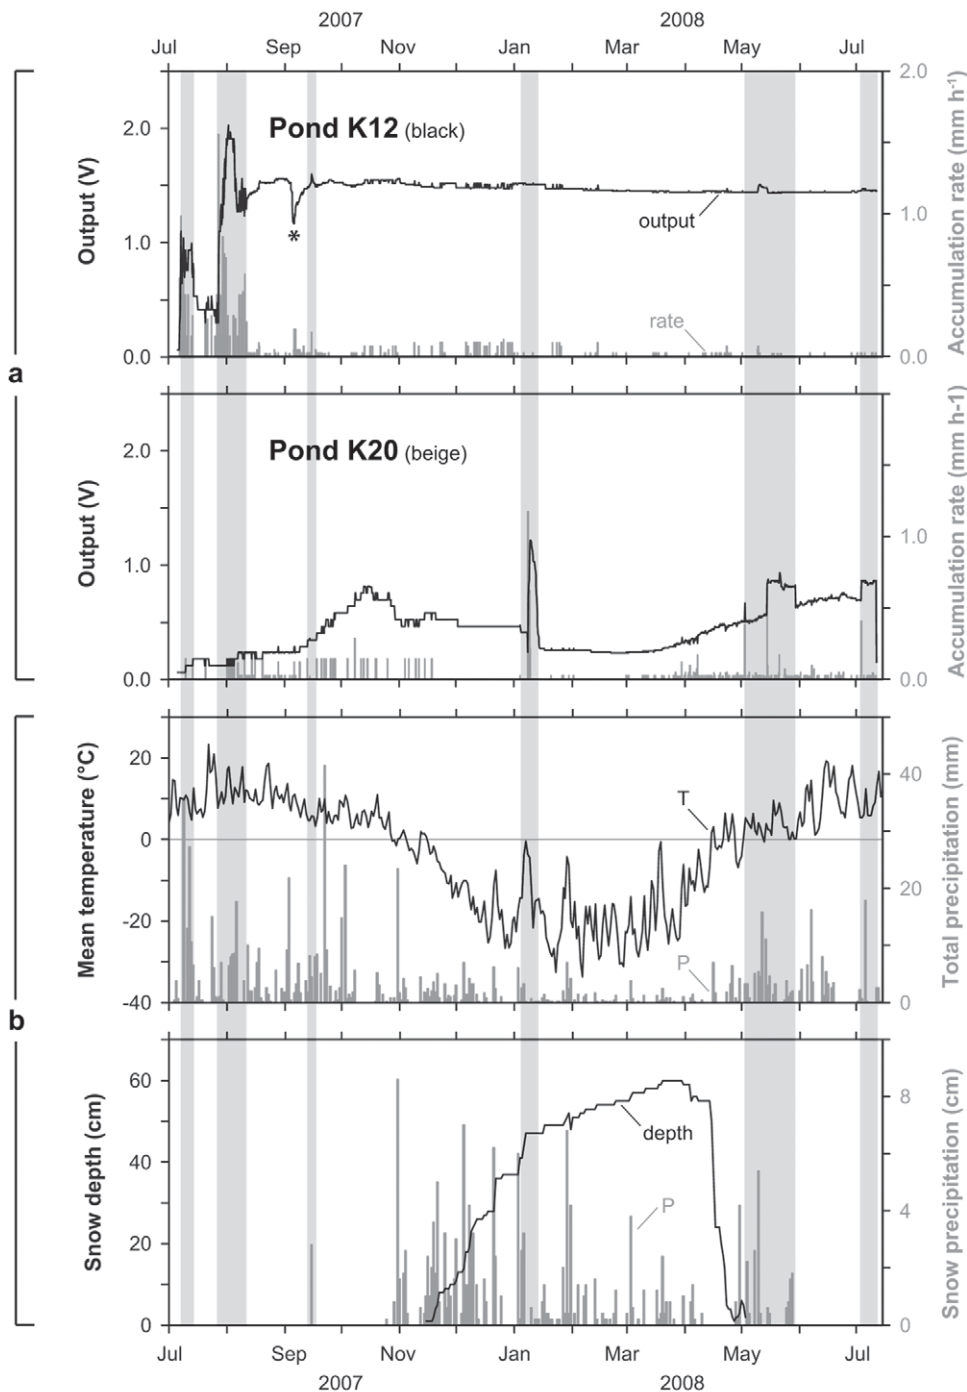 2007 2008
Jul Sep Nov Jan Mar May Jul
a
Output (V)
2.0
1.0
0.0
Pond K12 (black)
output
*
rate
2.0
1.0
0.0
Accumulation rate (mm h-1)
Output (V)
2.0
1.0
0.0
Pond K20 (beige)
1.0
0.0
Accumulation rate (mm h-1)
b
Mean temperature (°C)
20
0
-20
-40
T
P
40
20
0
Total precipitation (mm)
Snow depth (cm)
60
40
20
0
depth
P
8
4
0
Snow precipitation (cm)
Jul Sep Nov Jan Mar May Jul
2007 2008